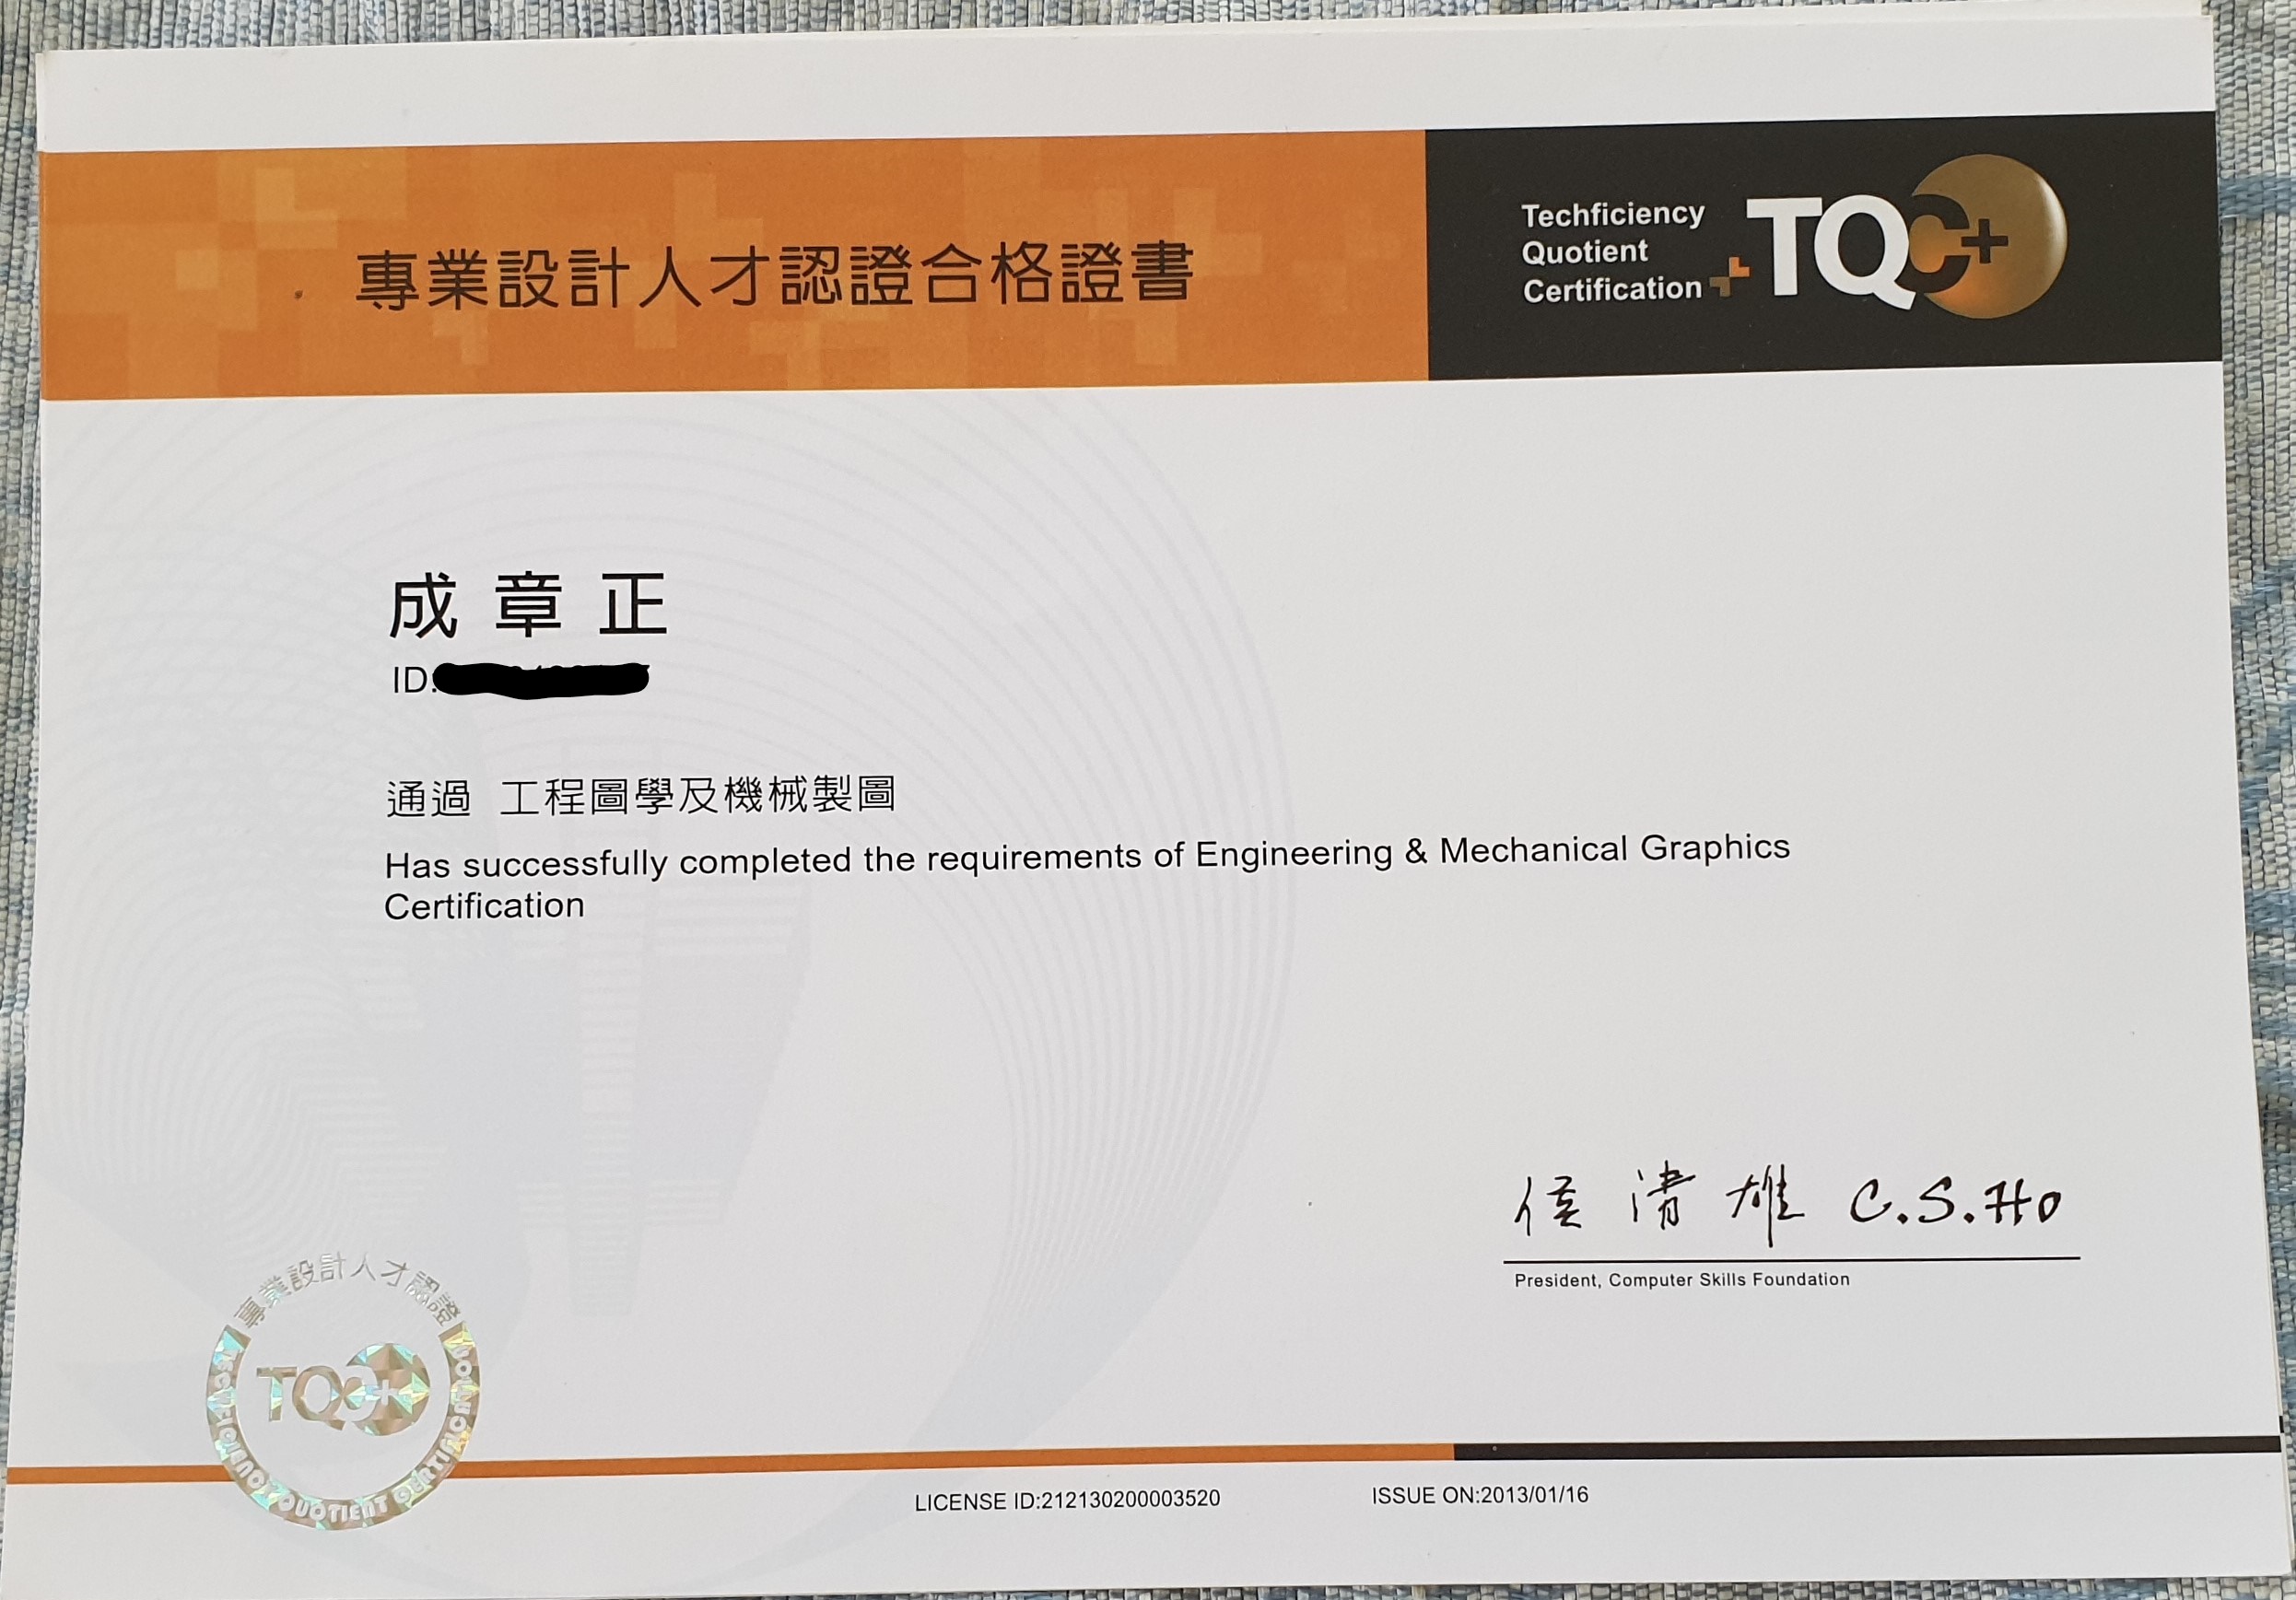 專業設計人才認證合格證書
Techficiency
Quotient
Certification
TQC+
成章正
ID:
通過 工程圖學及機械製圖
Has successfully completed the requirements of Engineering & Mechanical Graphics
Certification
侯清雄 C.S.Ho
President, Computer Skills Foundation
專業設計人才認證
TQC+
TECHFICIENCY QUOTIENT CERTIFICATION
LICENSE ID:212130200003520
ISSUE ON:2013/01/16